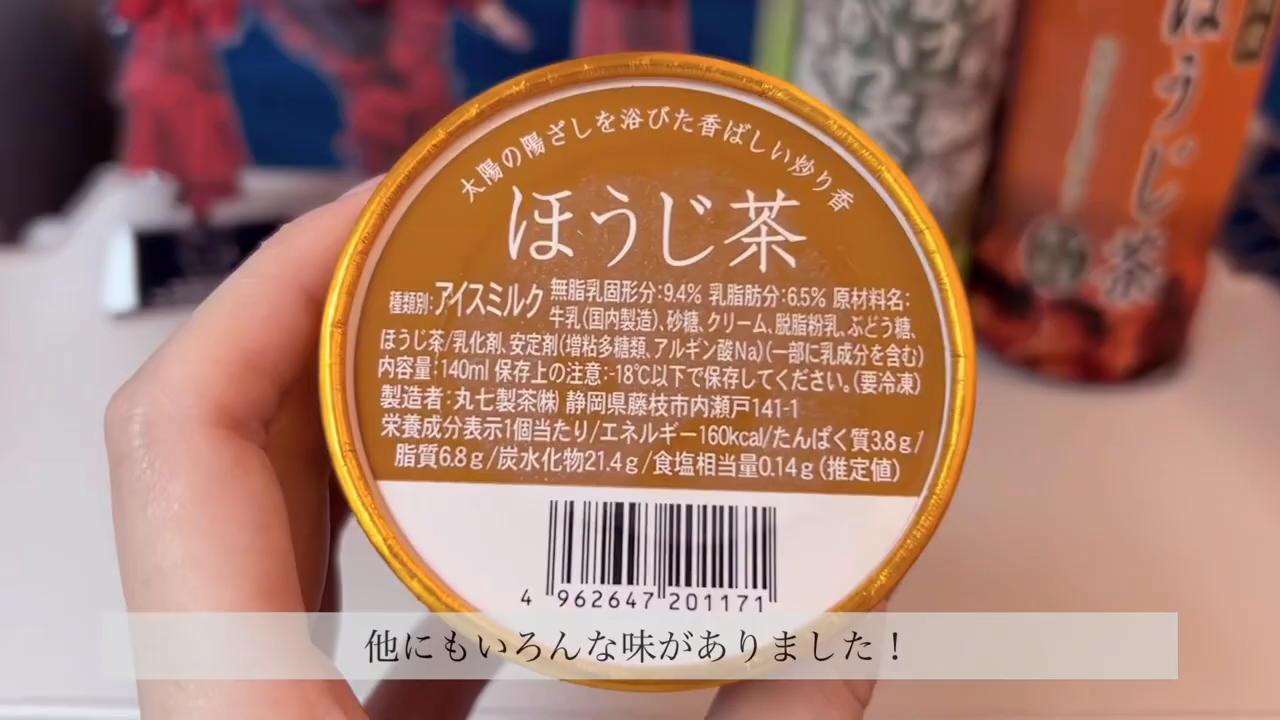 太陽の陽ざしを浴びた香ばしい炒り香
ほうじ茶
種類別:アイスミルク 無脂乳固形分:9.4% 乳脂肪分:6.5% 原材料名:
牛乳(国内製造)、砂糖、クリーム、脱脂粉乳、ぶどう糖、
ほうじ茶/乳化剤、安定剤(増粘多糖類、アルギン酸Na)(一部に乳成分を含む)
内容量:140ml 保存上の注意:-18℃以下で保存してください。(要冷凍)
製造者:丸七製茶㈱ 静岡県藤枝市内瀬戸141-1
栄養成分表示1個当たり/エネルギー160kcal/たんぱく質3.8g/
脂質6.8g/炭水化物21.4g/食塩相当量0.14g(推定値)
4 962647 201171
ほうじ茶
他にもいろんな味がありました!